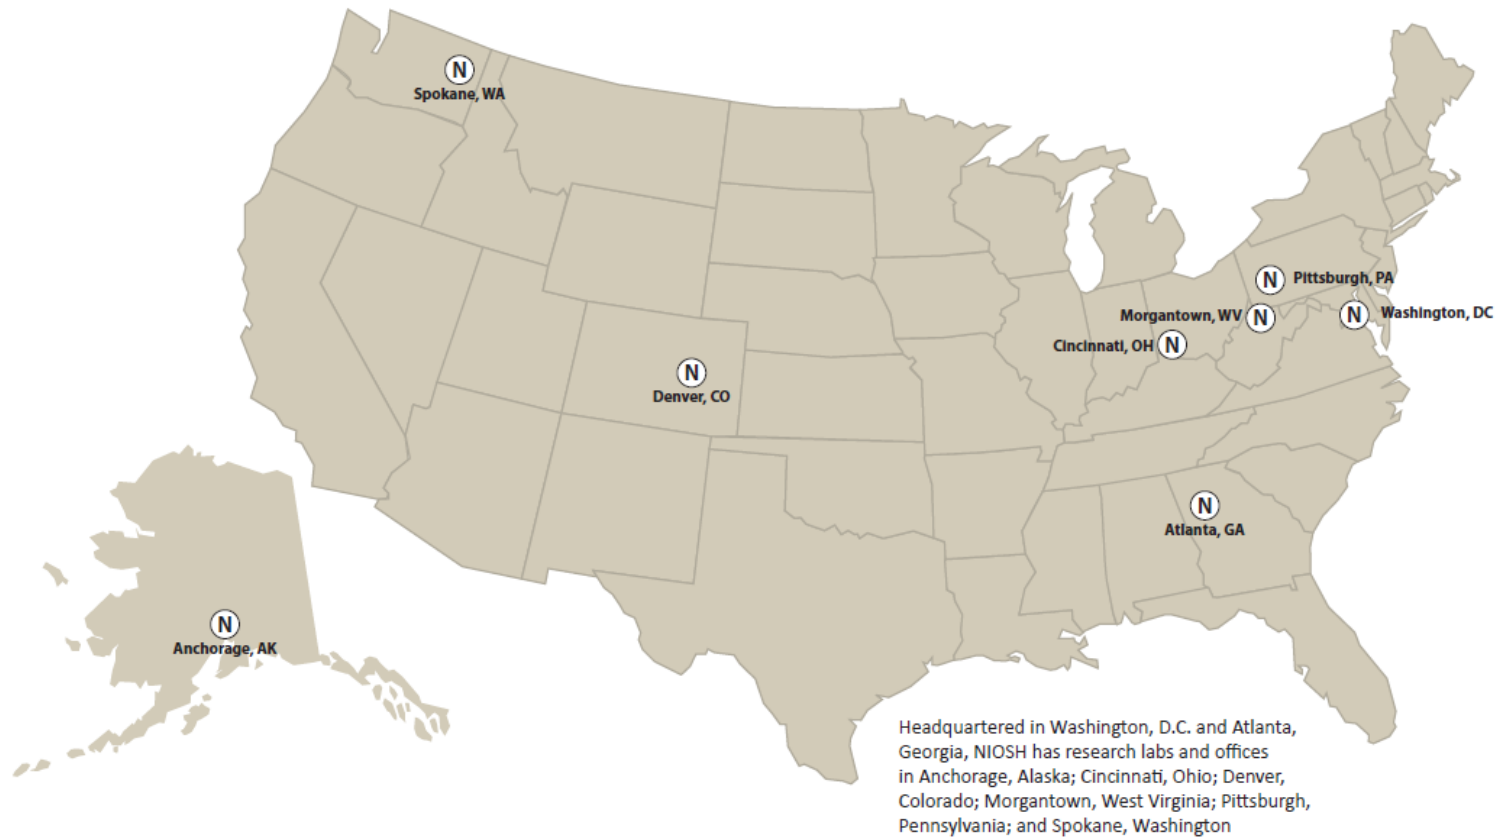 N
Spokane, WA
N
Pittsburgh, PA
Morgantown, WV
N
N
Washington, DC
Cincinnati, OH
N
N
Denver, CO
N
Atlanta, GA
N
Anchorage, AK
Headquartered in Washington, D.C. and Atlanta,
Georgia, NIOSH has research labs and offices
in Anchorage, Alaska; Cincinnati, Ohio; Denver,
Colorado; Morgantown, West Virginia; Pittsburgh,
Pennsylvania; and Spokane, Washington